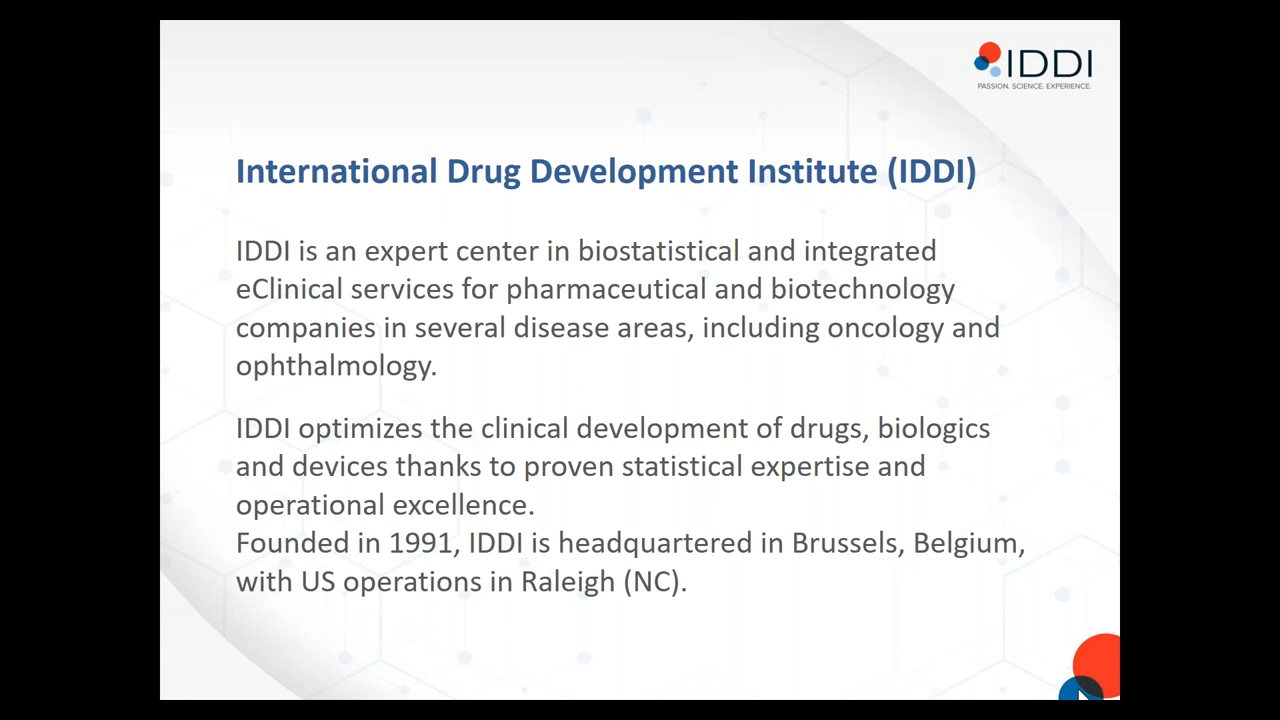 IDDI
PASSION. SCIENCE. EXPERIENCE.
International Drug Development Institute (IDDI)
IDDI is an expert center in biostatistical and integrated
eClinical services for pharmaceutical and biotechnology
companies in several disease areas, including oncology and
ophthalmology.
IDDI optimizes the clinical development of drugs, biologics
and devices thanks to proven statistical expertise and
operational excellence.
Founded in 1991, IDDI is headquartered in Brussels, Belgium,
with US operations in Raleigh (NC).